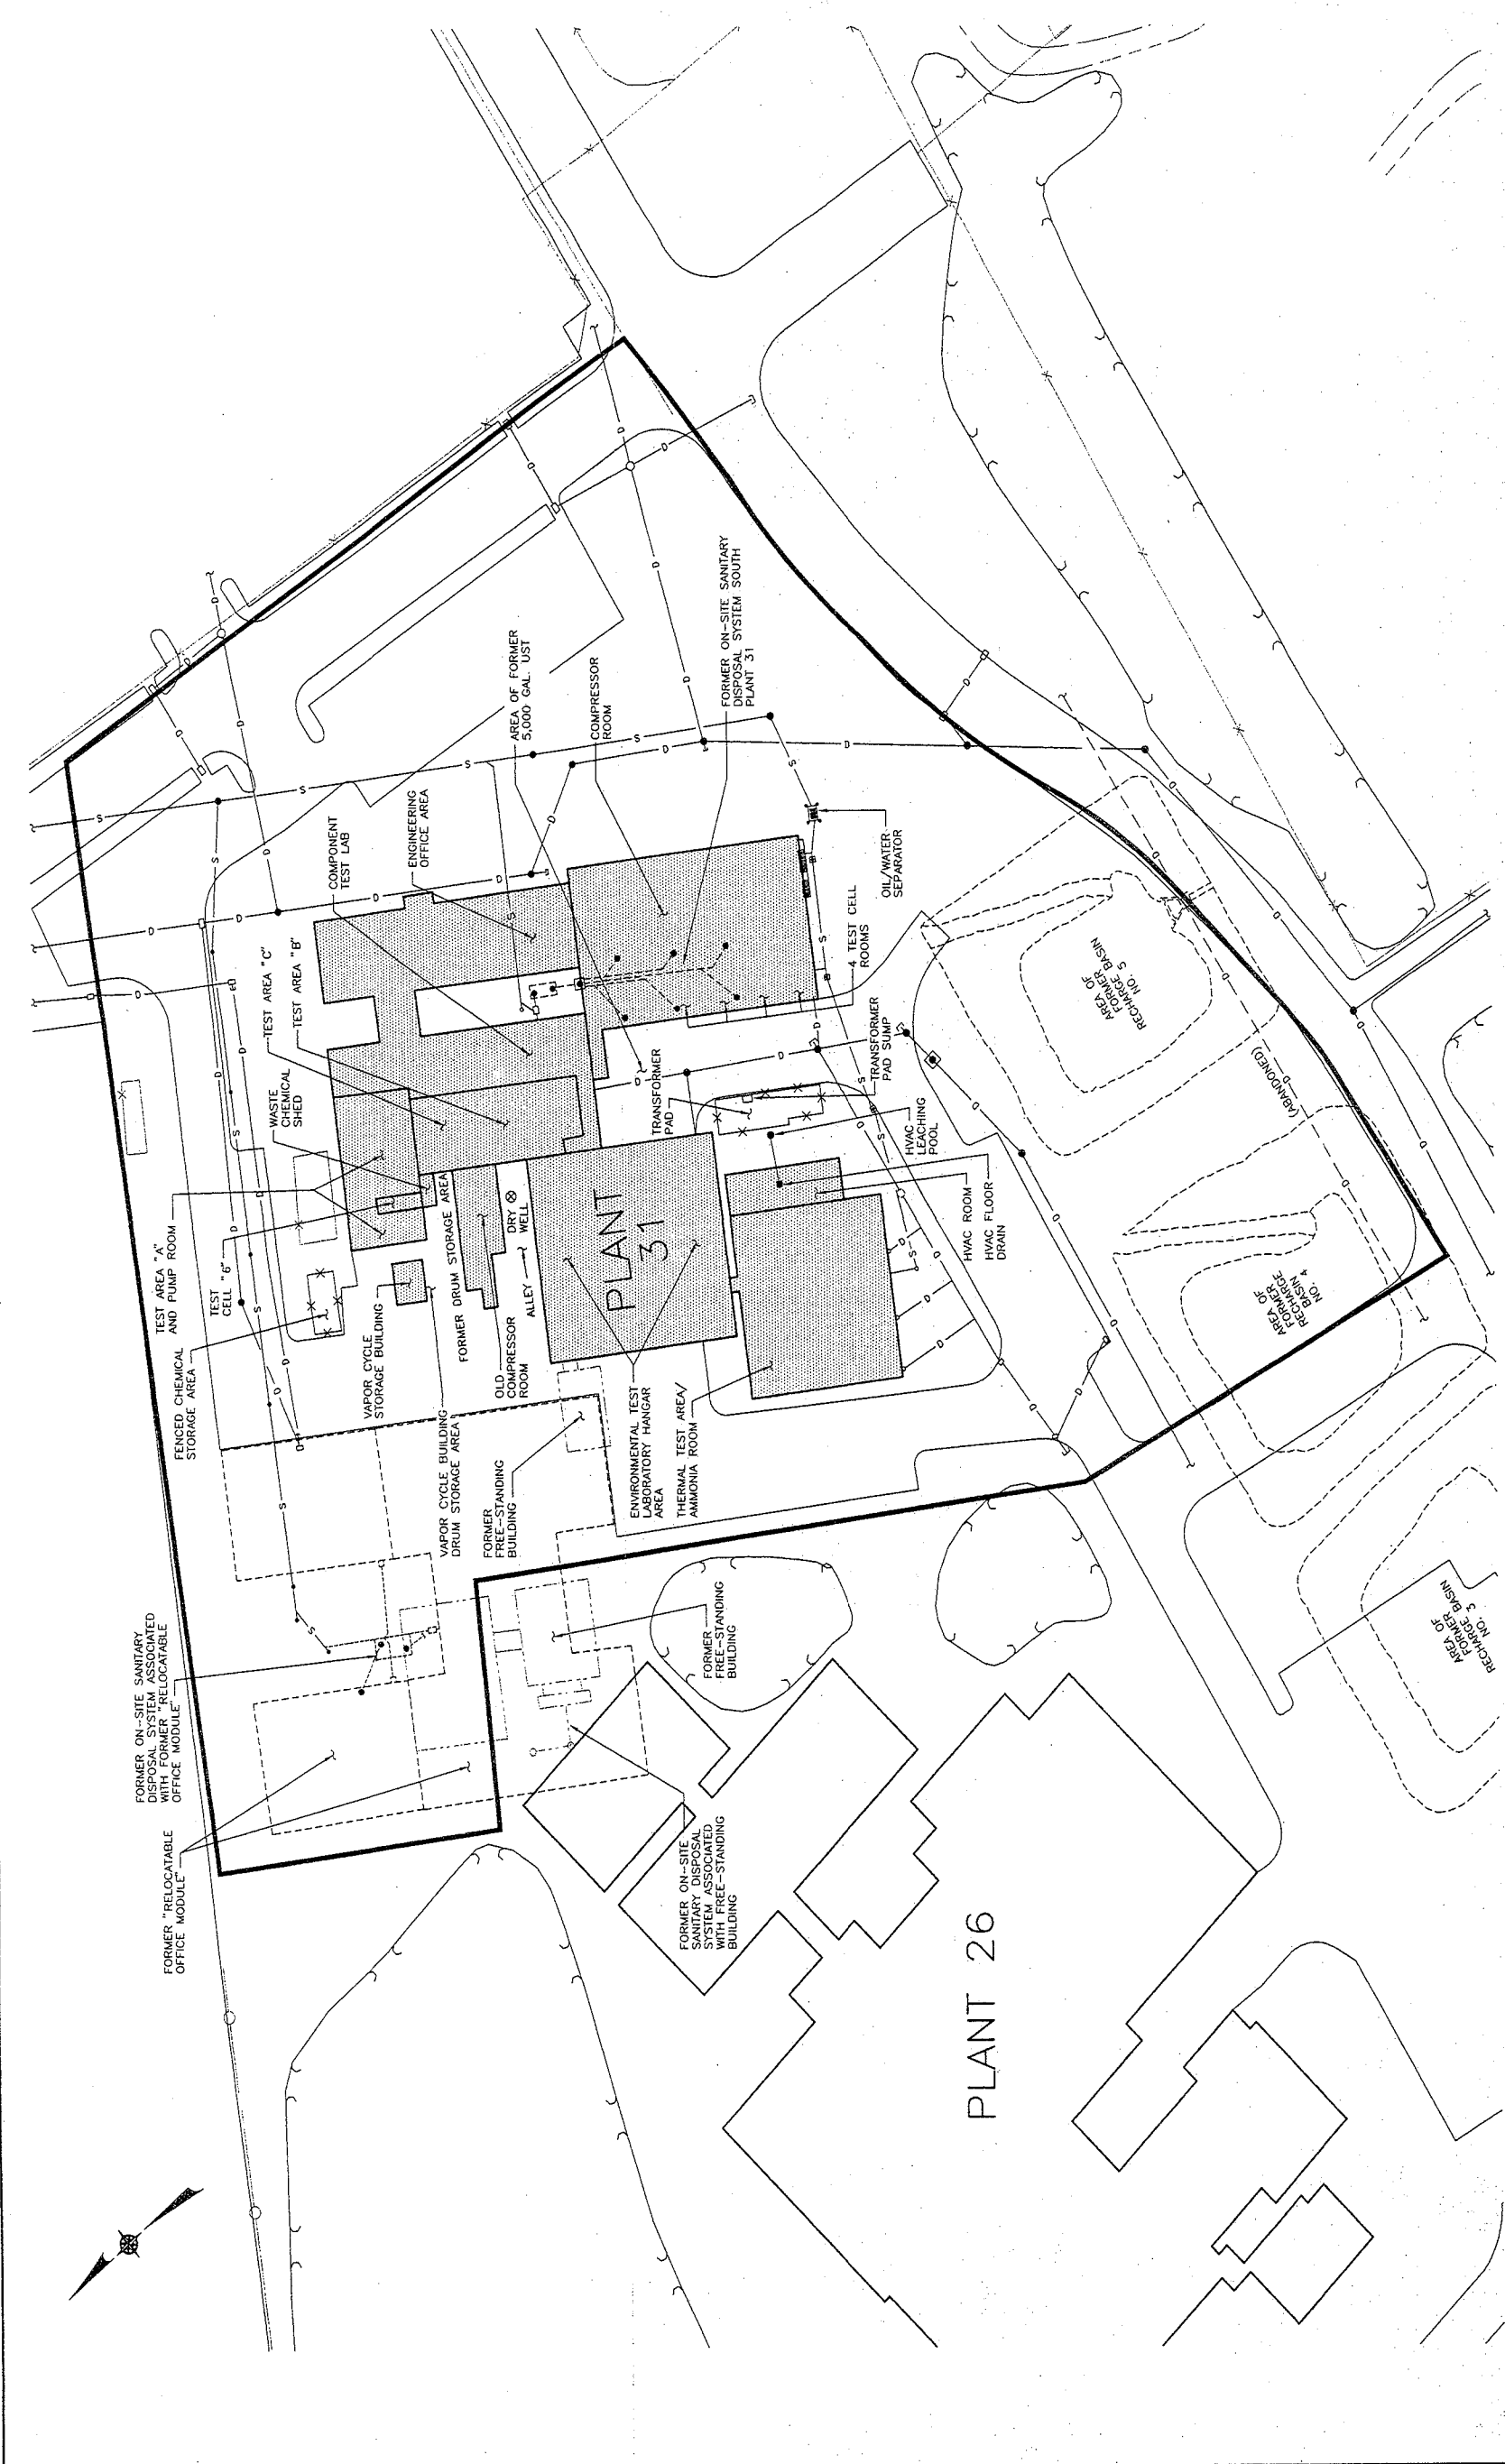 FORMER "RELOCATABLE
OFFICE MODULE"
FORMER ON-SITE SANITARY
DISPOSAL SYSTEM ASSOCIATED
WITH FORMER "RELOCATABLE
OFFICE MODULE"
FENCED CHEMICAL
STORAGE AREA
TEST AREA "A"
AND PUMP ROOM
TEST
CELL "6"
WASTE
CHEMICAL
SHED
TEST AREA "C"
TEST AREA "B"
COMPONENT
TEST LAB
ENGINEERING
OFFICE AREA
AREA OF FORMER
5,000 GAL. UST
COMPRESSOR
ROOM
FORMER ON-SITE SANITARY
DISPOSAL SYSTEM SOUTH
PLANT 31
VAPOR CYCLE
STORAGE BUILDING
VAPOR CYCLE BUILDING
DRUM STORAGE AREA
FORMER DRUM STORAGE AREA
OLD
COMPRESSOR
ROOM
ALLEY
DRY
WELL
PLANT
31
FORMER
FREE-STANDING
BUILDING
ENVIRONMENTAL TEST
LABORATORY HANGAR
AREA
THERMAL TEST AREA/
AMMONIA ROOM
TRANSFORMER
PAD
TRANSFORMER
PAD SUMP
4 TEST CELL
ROOMS
OIL/WATER
SEPARATOR
HVAC
LEACHING
POOL
HVAC ROOM
HVAC FLOOR
DRAIN
FORMER
FREE-STANDING
BUILDING
FORMER ON-SITE
SANITARY DISPOSAL
SYSTEM ASSOCIATED
WITH FREE-STANDING
BUILDING
AREA OF
FORMER
RECHARGE BASIN
NO. 5
(ABANDONED)
AREA OF
FORMER
RECHARGE
BASIN
NO. 4
AREA OF
FORMER
RECHARGE BASIN
NO. 3
PLANT 26